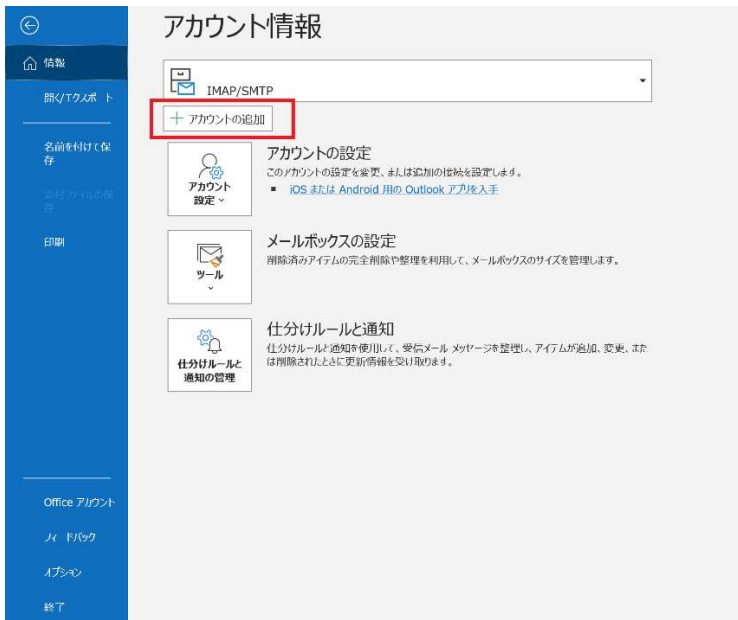 アカウント情報
情報
開く/エクスポート
名前を付けて保
存
添付ファイルの保
存
印刷
Office アカウント
フィードバック
オプション
終了
IMAP/SMTP
アカウントの追加
アカウント
設定
アカウントの設定
このアカウントの設定を変更、または追加の接続を設定します。
iOS または Android 用の Outlook アプリを入手
ツール
メールボックスの設定
削除済みアイテムの完全削除や整理を利用して、メールボックスのサイズを管理します。
仕分けルールと
通知の管理
仕分けルールと通知
仕分けルールと通知を使用して、受信メール メッセージを整理し、アイテムが追加、変更、また
は削除されたときに更新情報を受け取ります。